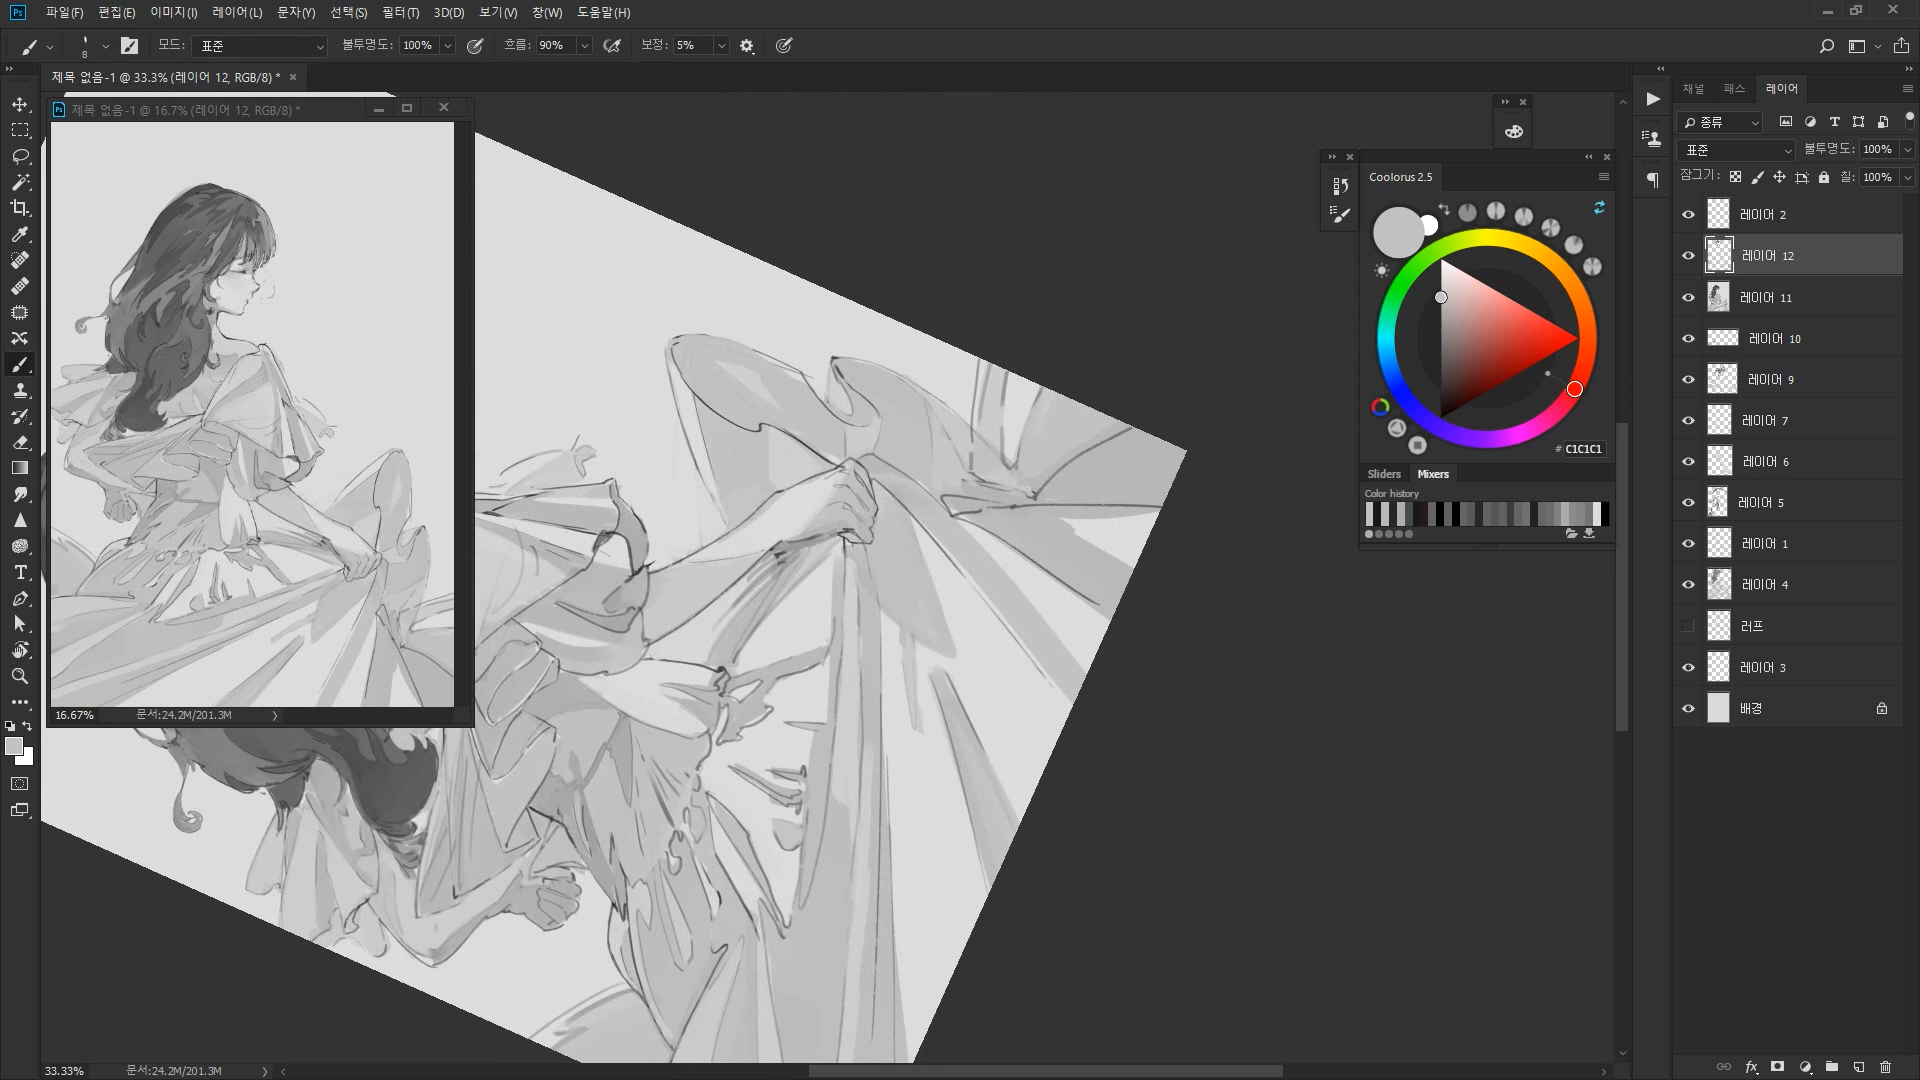 Ps 파일(F) 편집(E) 이미지(I) 레이어(L) 문자(Y) 선택(S) 필터(T) 3D(D) 보기(V) 창(W) 도움말(H)
8 모드: 표준 불투명도: 100% 흐름: 90% 보정: 5%
제목 없음-1 @ 33.3% (레이어 12, RGB/8) *
Ps 제목 없음-1 @ 16.7% (레이어 12, RGB/8) *
16.67% 문서:24.2M/201.3M
33.33% 문서:24.2M/201.3M
Coolorus 2.5
# C1C1C1
Sliders Mixers
Color history
채널 패스 레이어
종류
표준 불투명도: 100%
잠그기: 칠: 100%
레이어 2
레이어 12
레이어 11
레이어 10
레이어 9
레이어 7
레이어 6
레이어 5
레이어 1
레이어 4
러프
레이어 3
배경
fx